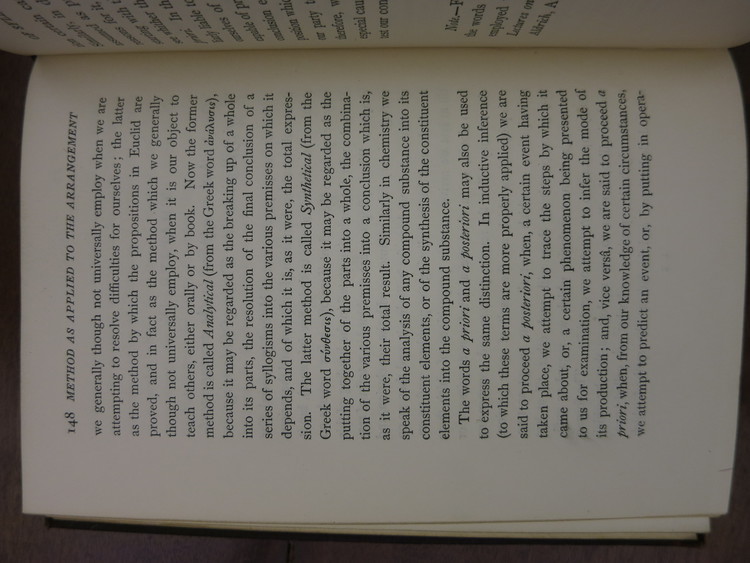 148 METHOD AS APPLIED TO THE ARRANGEMENT
we generally though not universally employ when we are
attempting to resolve difficulties for ourselves; the latter
as the method by which the propositions in Euclid are
proved, and in fact as the method which we generally
though not universally employ, when it is our object to
teach others, either orally or by book. Now the former
method is called Analytical (from the Greek word ἀνάλυσις),
because it may be regarded as the breaking up of a whole
into its parts, the resolution of the final conclusion of a
series of syllogisms into the various premisses on which it
depends, and of which it is, as it were, the total expres-
sion. The latter method is called Synthetical (from the
Greek word σύνθεσις), because it may be regarded as the
putting together of the parts into a whole, the combina-
tion of the various premisses into a conclusion which is,
as it were, their total result. Similarly in chemistry we
speak of the analysis of any compound substance into its
constituent elements, or of the synthesis of the constituent
elements into the compound substance.
The words a priori and a posteriori may also be used
to express the same distinction. In inductive inference
(to which these terms are more properly applied) we are
said to proceed a posteriori, when, a certain event having
taken place, we attempt to trace the steps by which it
came about, or, a certain phenomenon being presented
to us for examination, we attempt to infer the mode of
its production; and, vice versâ, we are said to proceed a
priori, when, from our knowledge of certain circumstances,
we attempt to predict an event, or, by putting in opera-
Note.—F
the words
employed
Aldrich, A